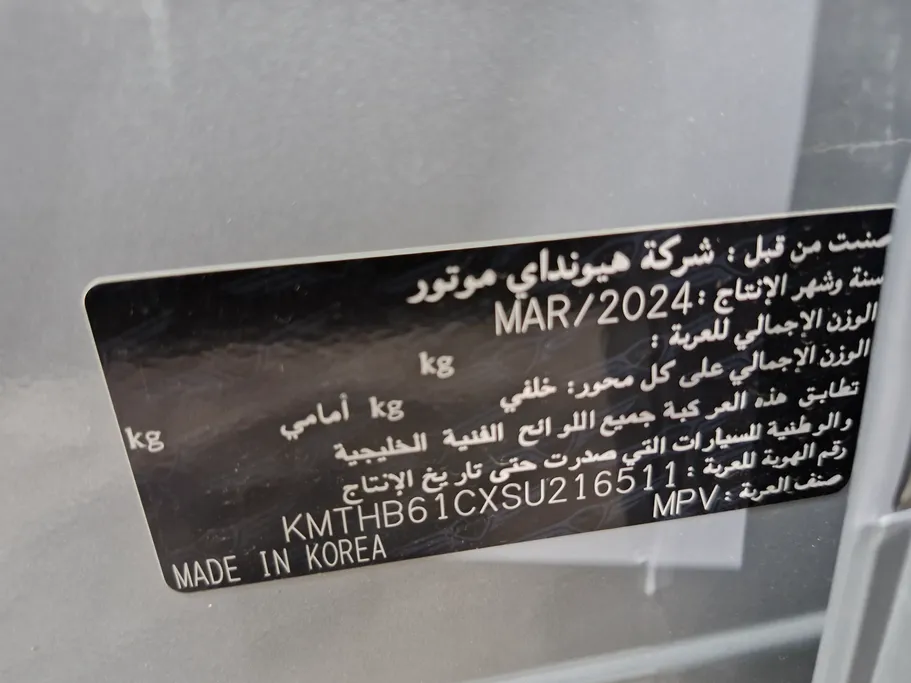 صنعت من قبل : شركة هيونداي موتور
سنة وشهر الإنتاج : MAR/2024
الوزن الإجمالي للعربة :
kg
الوزن الإجمالي على كل محور: خلفي
kg أمامي kg
تطابق هذه المركبة جميع اللوائح الفنية الخليجية
والوطنية للسيارات التي صدرت حتى تاريخ الإنتاج
رقم الهوية للعربة : KMTHB61CXSU216511
صنف العربة : MPV
MADE IN KOREA